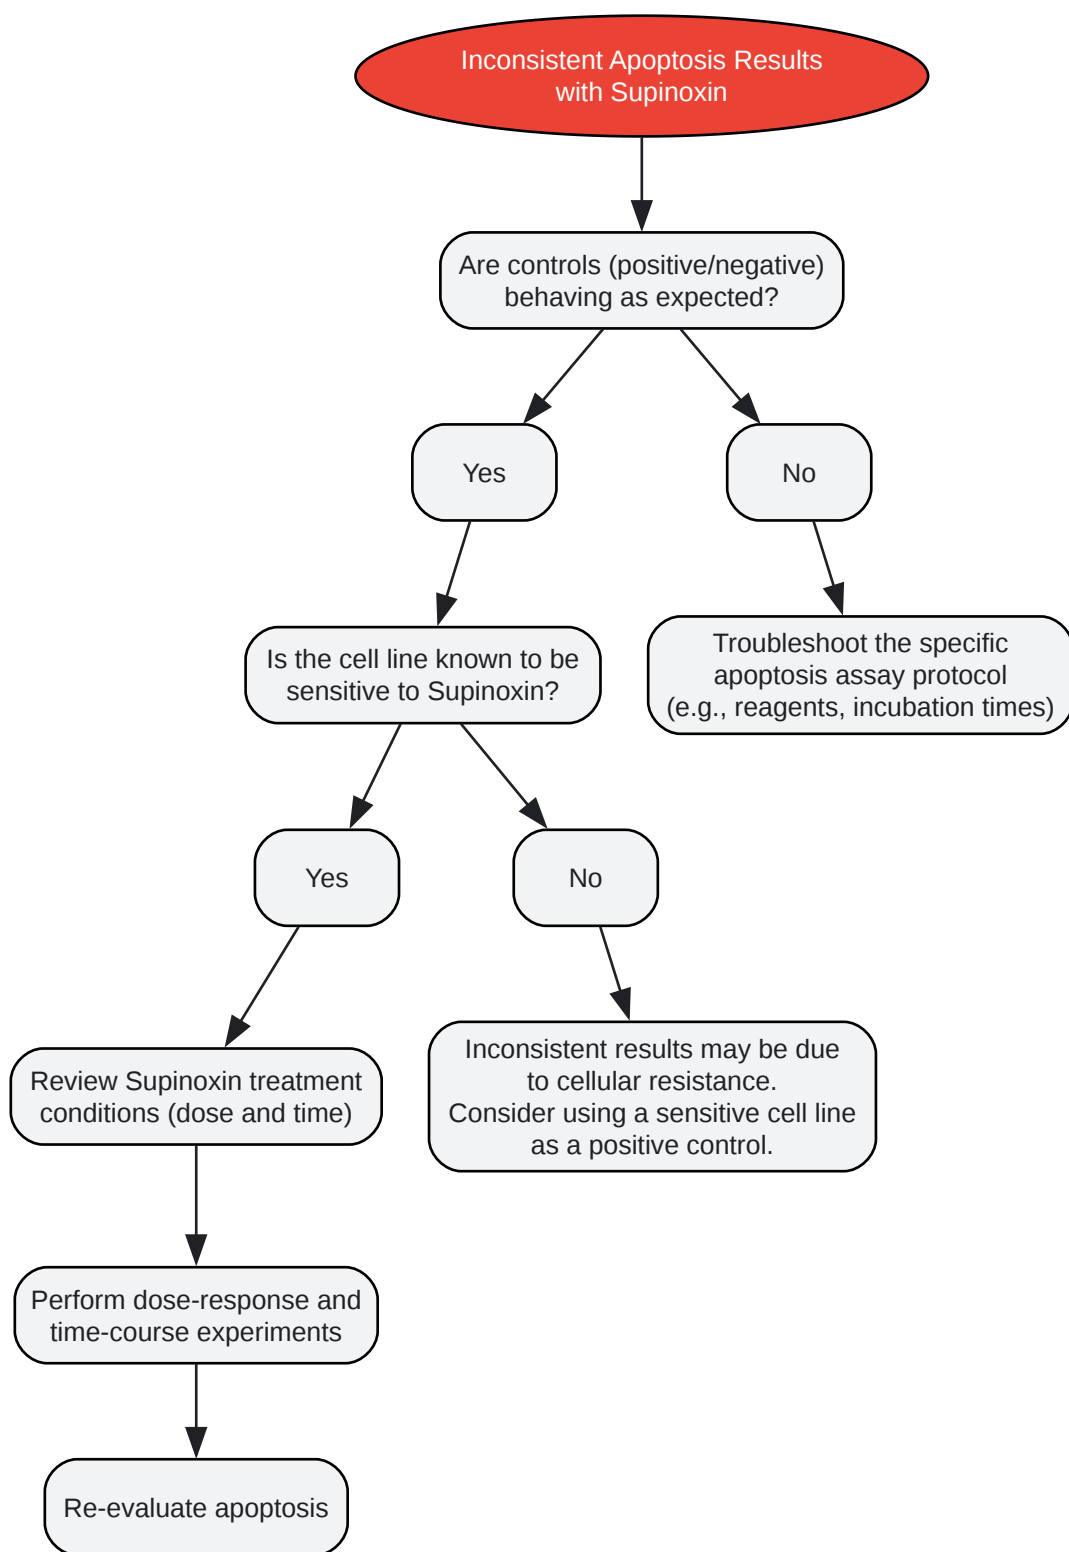 Inconsistent Apoptosis Results
with Supinoxin
Are controls (positive/negative)
behaving as expected?
Yes
No
Is the cell line known to be
sensitive to Supinoxin?
Troubleshoot the specific
apoptosis assay protocol
(e.g., reagents, incubation times)
Yes
No
Review Supinoxin treatment
conditions (dose and time)
Inconsistent results may be due
to cellular resistance.
Consider using a sensitive cell line
as a positive control.
Perform dose-response and
time-course experiments
Re-evaluate apoptosis